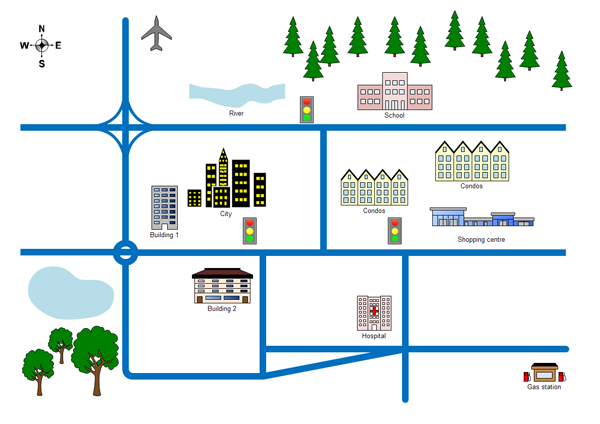 N
W E
S
River
School
Condos
Condos
City
Building 1
Shopping centre
Building 2
Hospital
Gas station